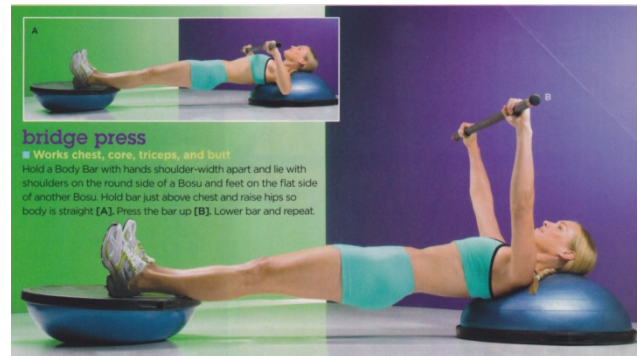 A
B
bridge press
Works chest, core, triceps, and butt
Hold a Body Bar with hands shoulder-width apart and lie with
shoulders on the round side of a Bosu and feet on the flat side
of another Bosu. Hold bar just above chest and raise hips so
body is straight [A]. Press the bar up [B]. Lower bar and repeat.